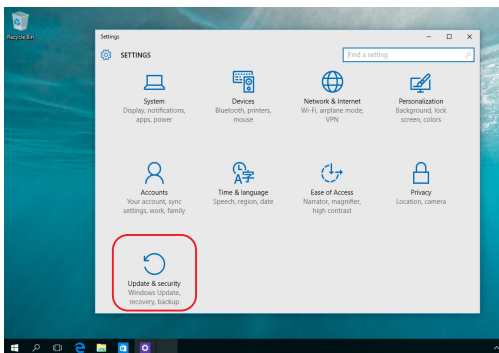 Recycle Bin
Settings
SETTINGS
Find a setting
System
Display, notifications,
apps, power
Devices
Bluetooth, printers,
mouse
Network & Internet
Wi-Fi, airplane mode,
VPN
Personalization
Background, lock
screen, colors
Accounts
Your account, sync
settings, work, family
Time & language
Speech, region, date
Ease of Access
Narrator, magnifier,
high contrast
Privacy
Location, camera
Update & security
Windows Update,
recovery, backup